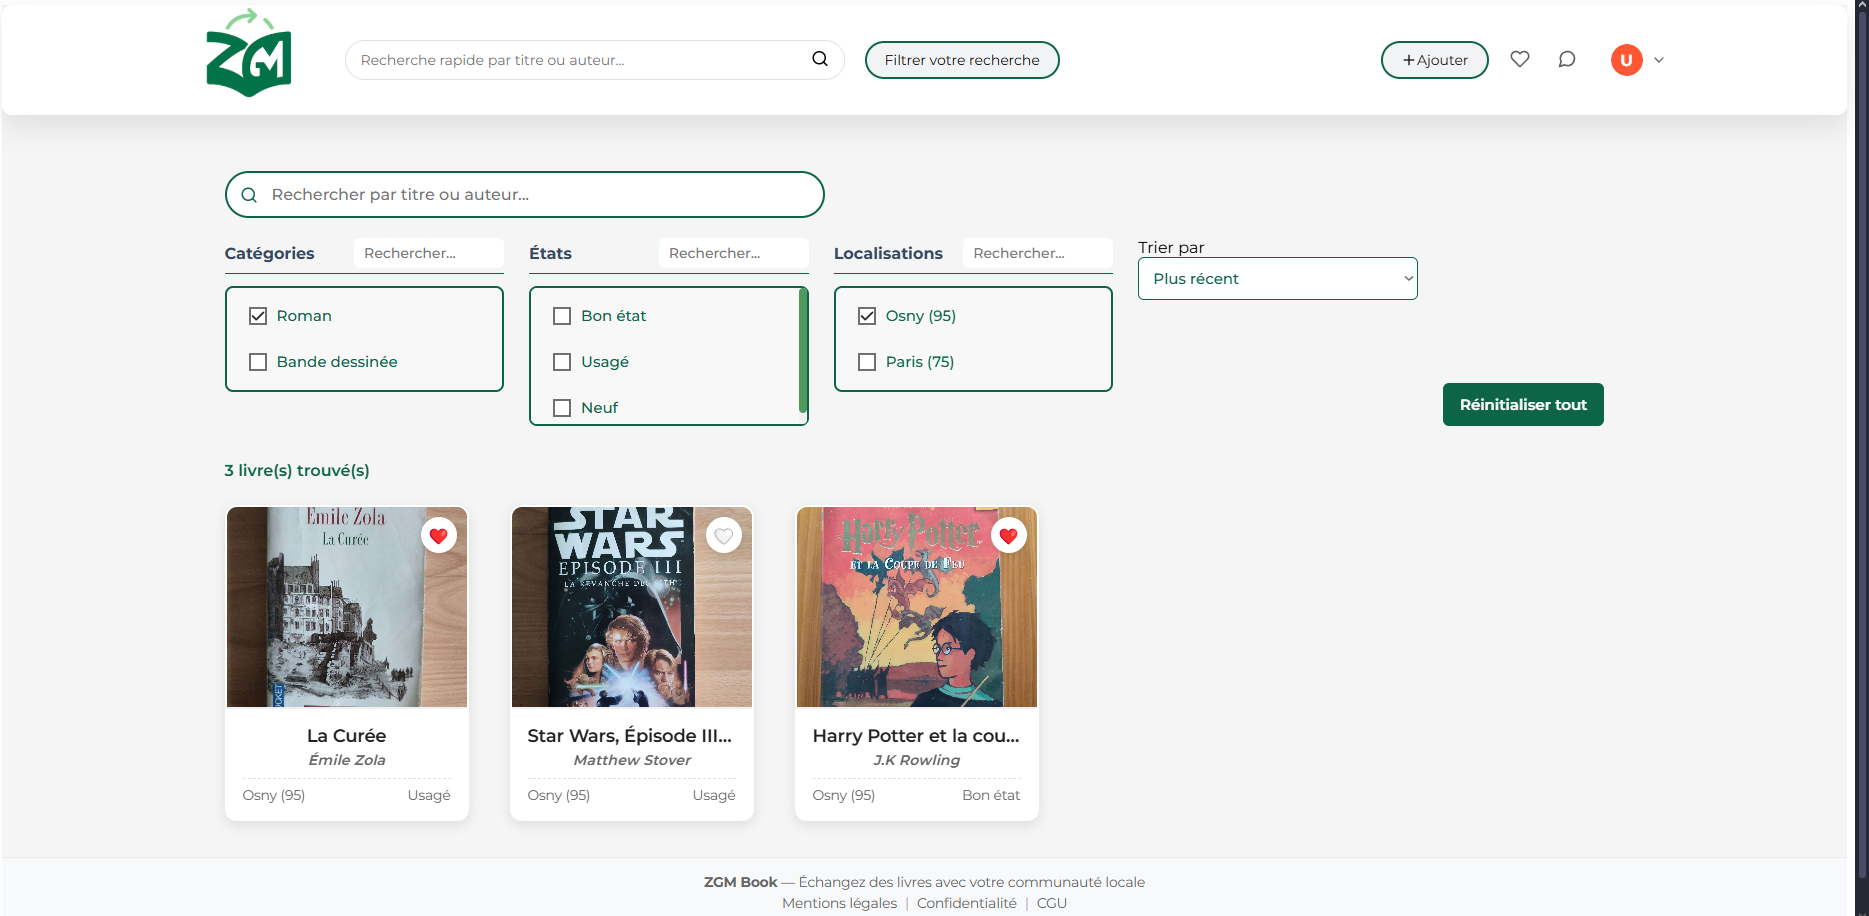 ZGM
Recherche rapide par titre ou auteur...
Filtrer votre recherche
+Ajouter
U
Rechercher par titre ou auteur...
Catégories
Rechercher...
États
Rechercher...
Localisations
Rechercher...
Trier par
Plus récent
Roman
Bande dessinée
Bon état
Usagé
Neuf
Osny (95)
Paris (75)
Réinitialiser tout
3 livre(s) trouvé(s)
Emile Zola
La Curée
POCKET
STAR
WARS
EPISODE III
LA REVANCHE DES SITH
Harry Potter
ET LA COUPE DE FEU
La Curée
Émile Zola
Osny (95) Usagé
Star Wars, Épisode III...
Matthew Stover
Osny (95) Usagé
Harry Potter et la cou...
J.K Rowling
Osny (95) Bon état
ZGM Book — Échangez des livres avec votre communauté locale
Mentions légales | Confidentialité | CGU